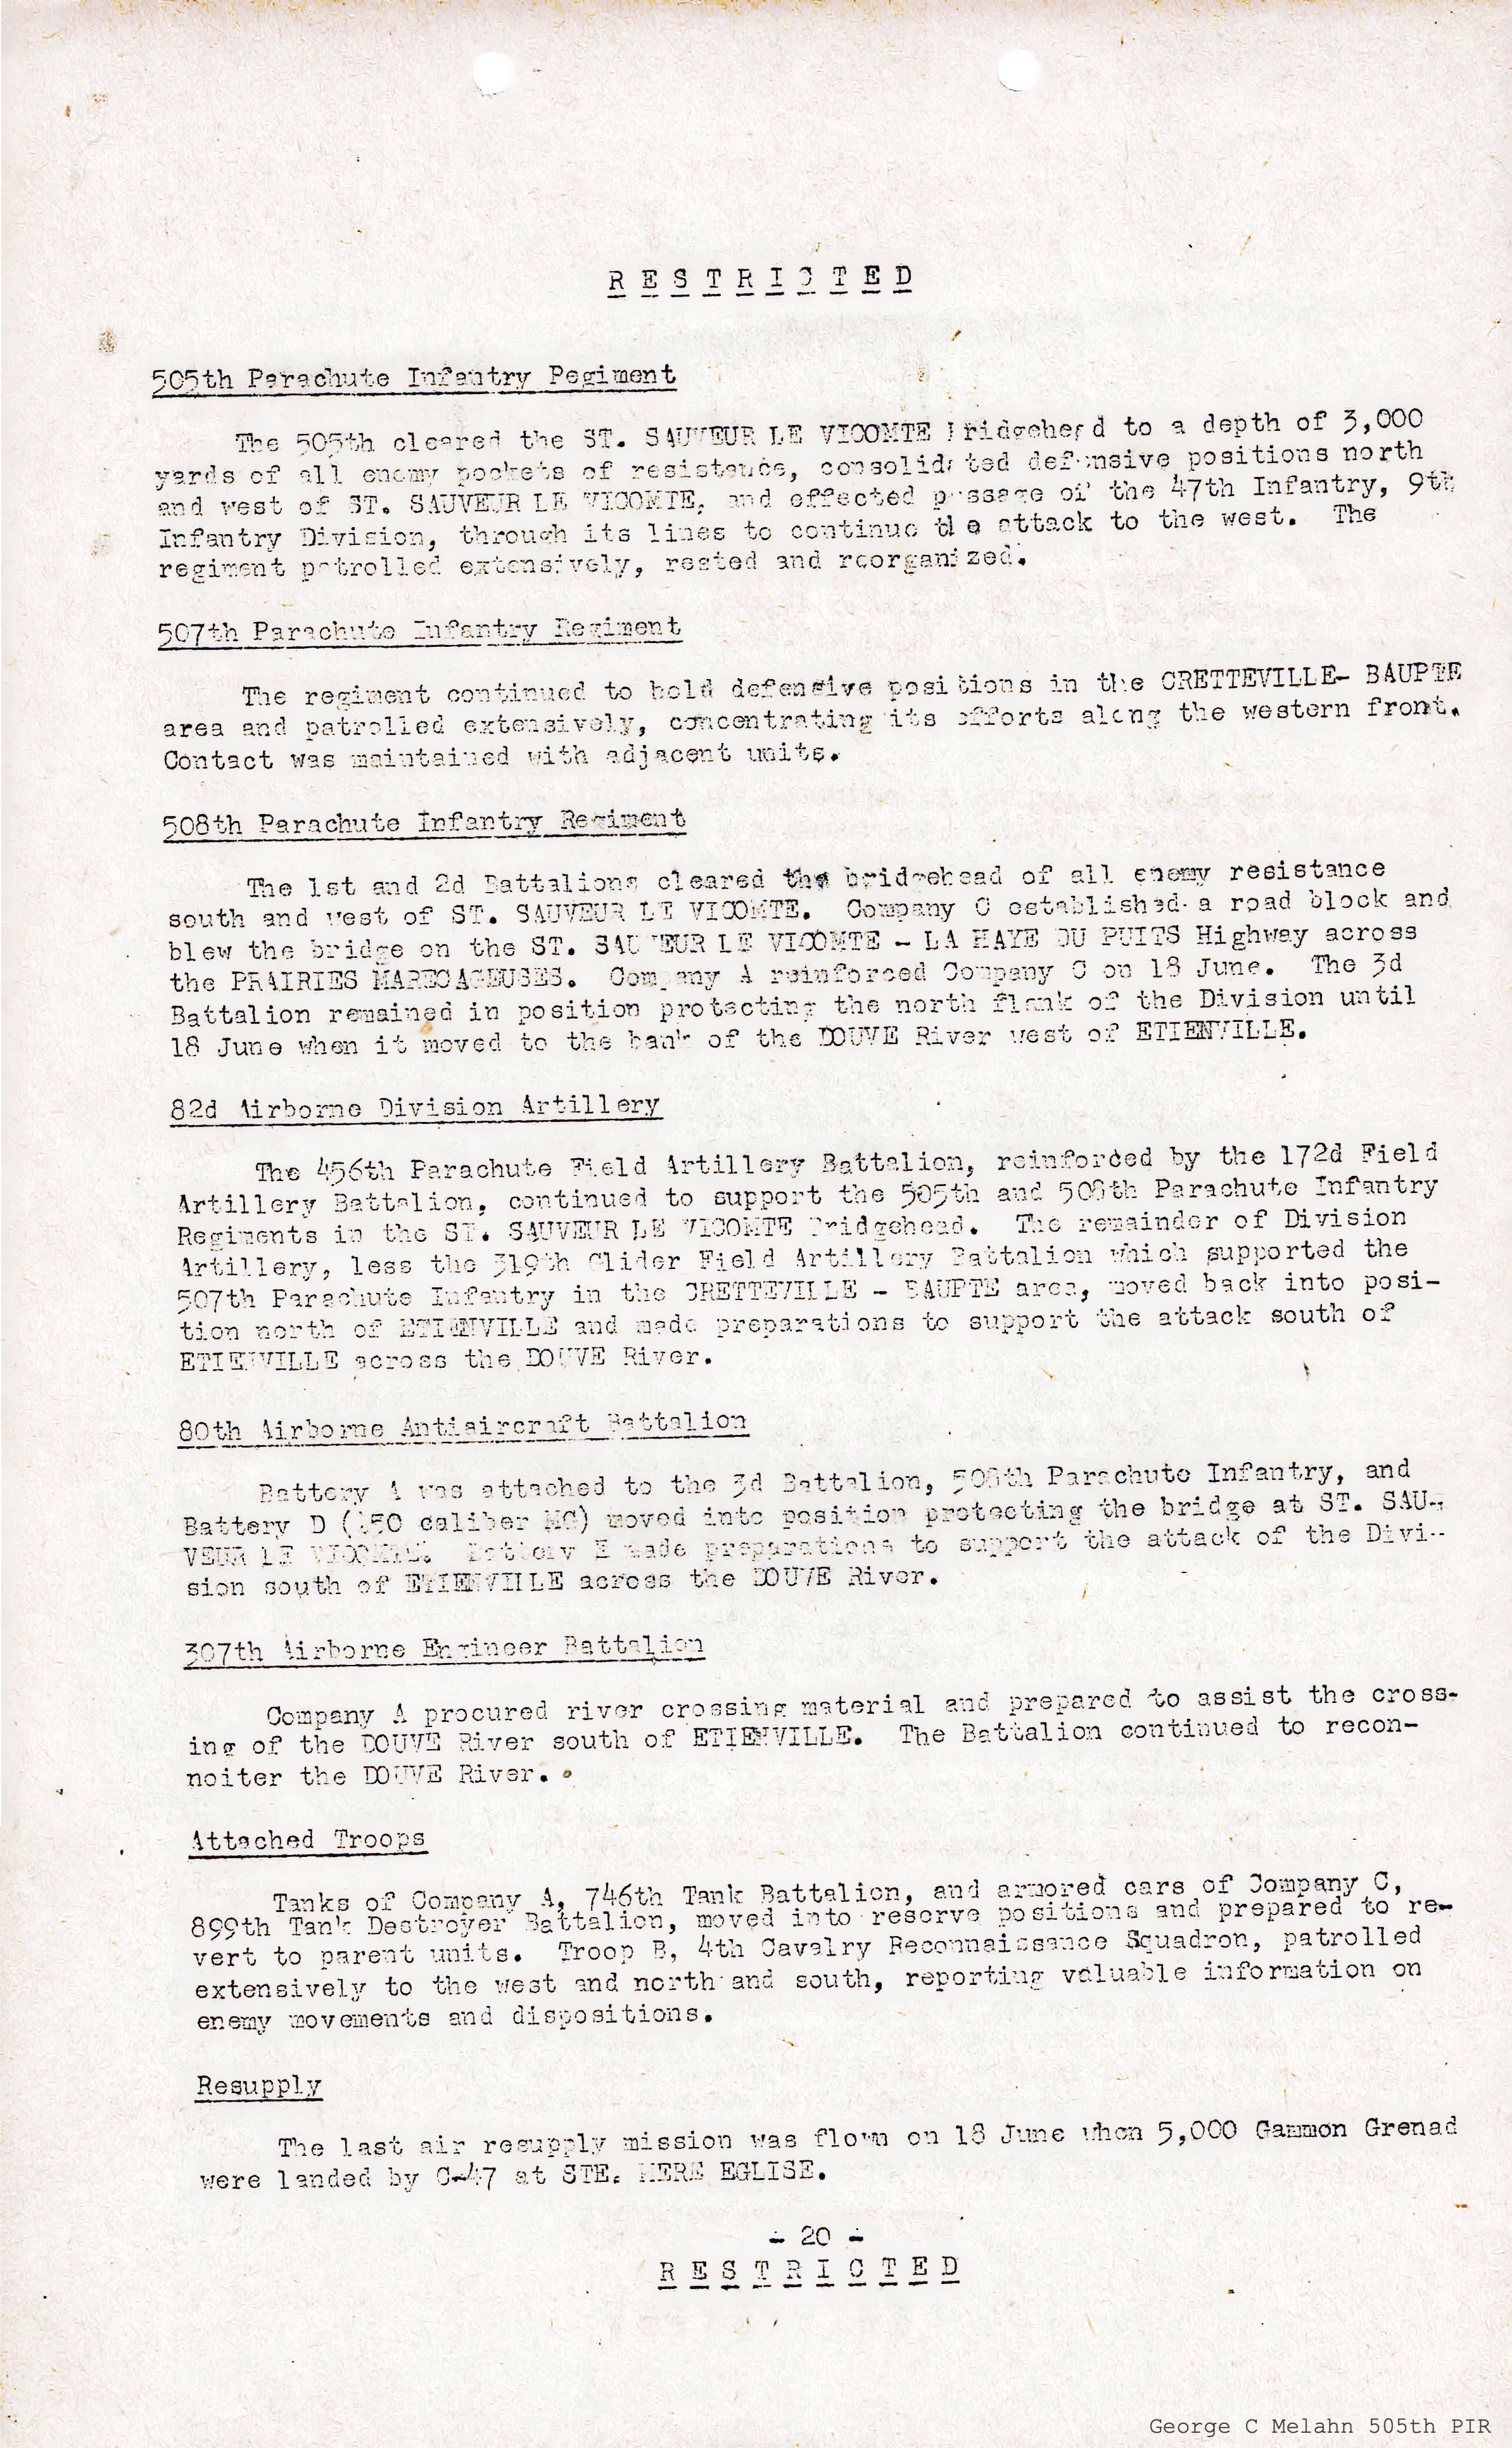 R E S T R I C T E D
505th Parachute Infantry Regiment
The 505th cleared the ST. SAUVEUR LE VICOMTE Bridgehead to a depth of 3,000
yards of all enemy pockets of resistance, consolidated defensive positions north
and west of ST. SAUVEUR LE VICOMTE, and effected passage of the 47th Infantry, 9th
Infantry Division, through its lines to continue the attack to the west. The
regiment patrolled extensively, rested and reorganized.
507th Parachute Infantry Regiment
The regiment continued to hold defensive positions in the CRETTEVILLE- BAUPTE
area and patrolled extensively, concentrating its efforts along the western front.
Contact was maintained with adjacent units.
508th Parachute Infantry Regiment
The 1st and 2d Battalions cleared the bridgehead of all enemy resistance
south and west of ST. SAUVEUR LE VICOMTE. Company C established a road block and
blew the bridge on the ST. SAUVEUR LE VICOMTE - LA HAYE DU PUITS Highway across
the PRAIRIES MARECAGEUSES. Company A reinforced Company C on 18 June. The 3d
Battalion remained in position protecting the north flank of the Division until
18 June when it moved to the bank of the DOUVE River west of ETIENVILLE.
82d Airborne Division Artillery
The 456th Parachute Field Artillery Battalion, reinforced by the 172d Field
Artillery Battalion, continued to support the 505th and 508th Parachute Infantry
Regiments in the ST. SAUVEUR LE VICOMTE Bridgehead. The remainder of Division
Artillery, less the 319th Glider Field Artillery Battalion which supported the
507th Parachute Infantry in the CRETTEVILLE - BAUPTE area, moved back into posi-
tion north of ETIENVILLE and made preparations to support the attack south of
ETIENVILLE across the DOUVE River.
80th Airborne Antiaircraft Battalion
Battery A was attached to the 3d Battalion, 508th Parachute Infantry, and
Battery D (.50 caliber MG) moved into position protecting the bridge at ST. SAU-
VEUR LE VICOMTE. Battery E made preparations to support the attack of the Divi-
sion south of ETIENVILLE across the DOUVE River.
307th Airborne Engineer Battalion
Company A procured river crossing material and prepared to assist the cross-
ing of the DOUVE River south of ETIENVILLE. The Battalion continued to recon-
noiter the DOUVE River.
Attached Troops
Tanks of Company A, 746th Tank Battalion, and armored cars of Company C,
899th Tank Destroyer Battalion, moved into reserve positions and prepared to re-
vert to parent units. Troop B, 4th Cavalry Reconnaissance Squadron, patrolled
extensively to the west and north and south, reporting valuable information on
enemy movements and dispositions.
Resupply
The last air resupply mission was flown on 18 June when 5,000 Gammon Grenad
were landed by C-47 at STE. MERE EGLISE.
- 20 -
R E S T R I C T E D
George C Melahn 505th PIR